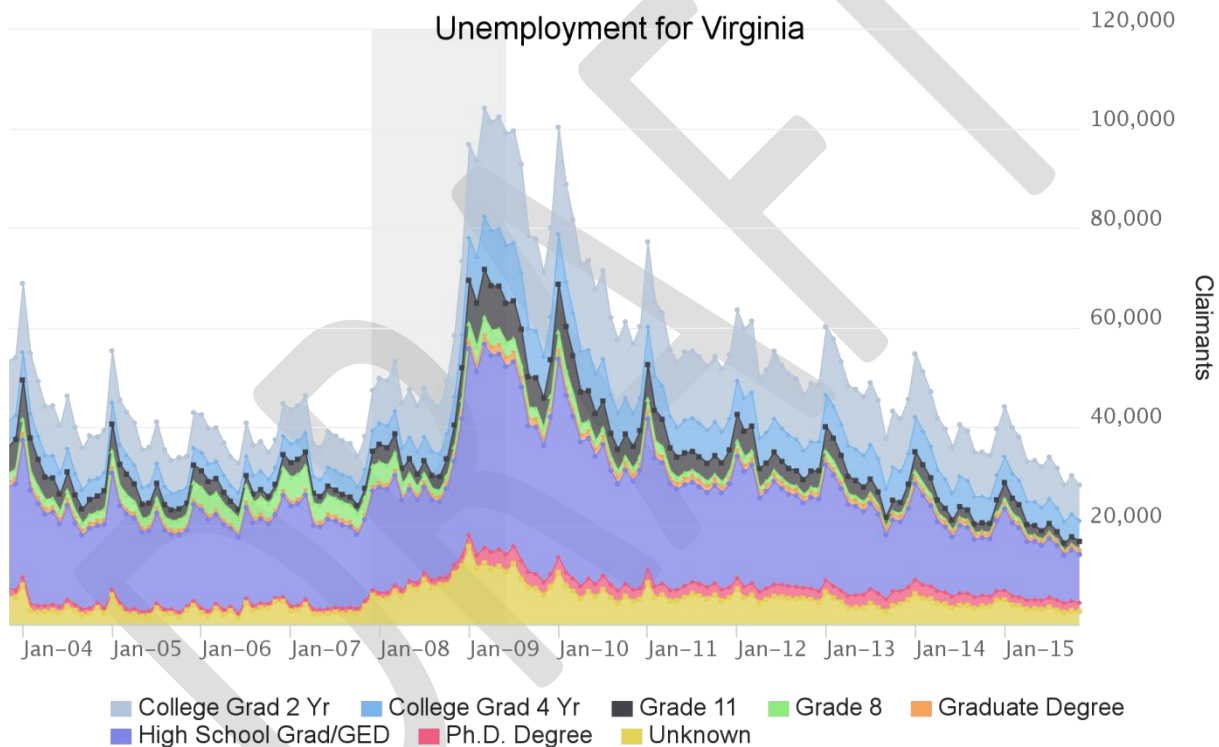 Unemployment for Virginia
120,000
100,000
80,000
60,000
40,000
20,000
Claimants
Jan-04 Jan-05 Jan-06 Jan-07 Jan-08 Jan-09 Jan-10 Jan-11 Jan-12 Jan-13 Jan-14 Jan-15
College Grad 2 Yr College Grad 4 Yr Grade 11 Grade 8 Graduate Degree
High School Grad/GED Ph.D. Degree Unknown
DRAFT